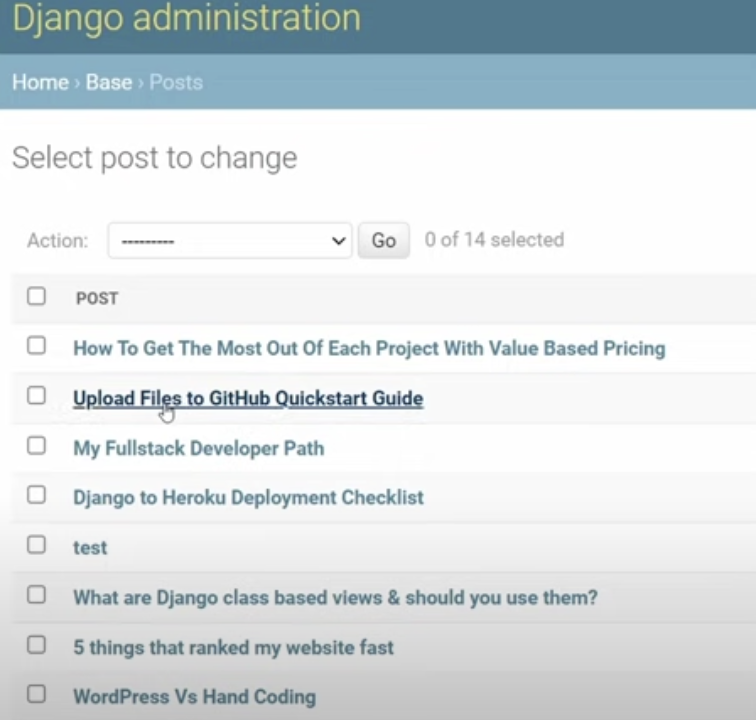 Django administration
Home › Base › Posts
Select post to change
Action: --------- Go 0 of 14 selected
POST
How To Get The Most Out Of Each Project With Value Based Pricing
Upload Files to GitHub Quickstart Guide
My Fullstack Developer Path
Django to Heroku Deployment Checklist
test
What are Django class based views & should you use them?
5 things that ranked my website fast
WordPress Vs Hand Coding